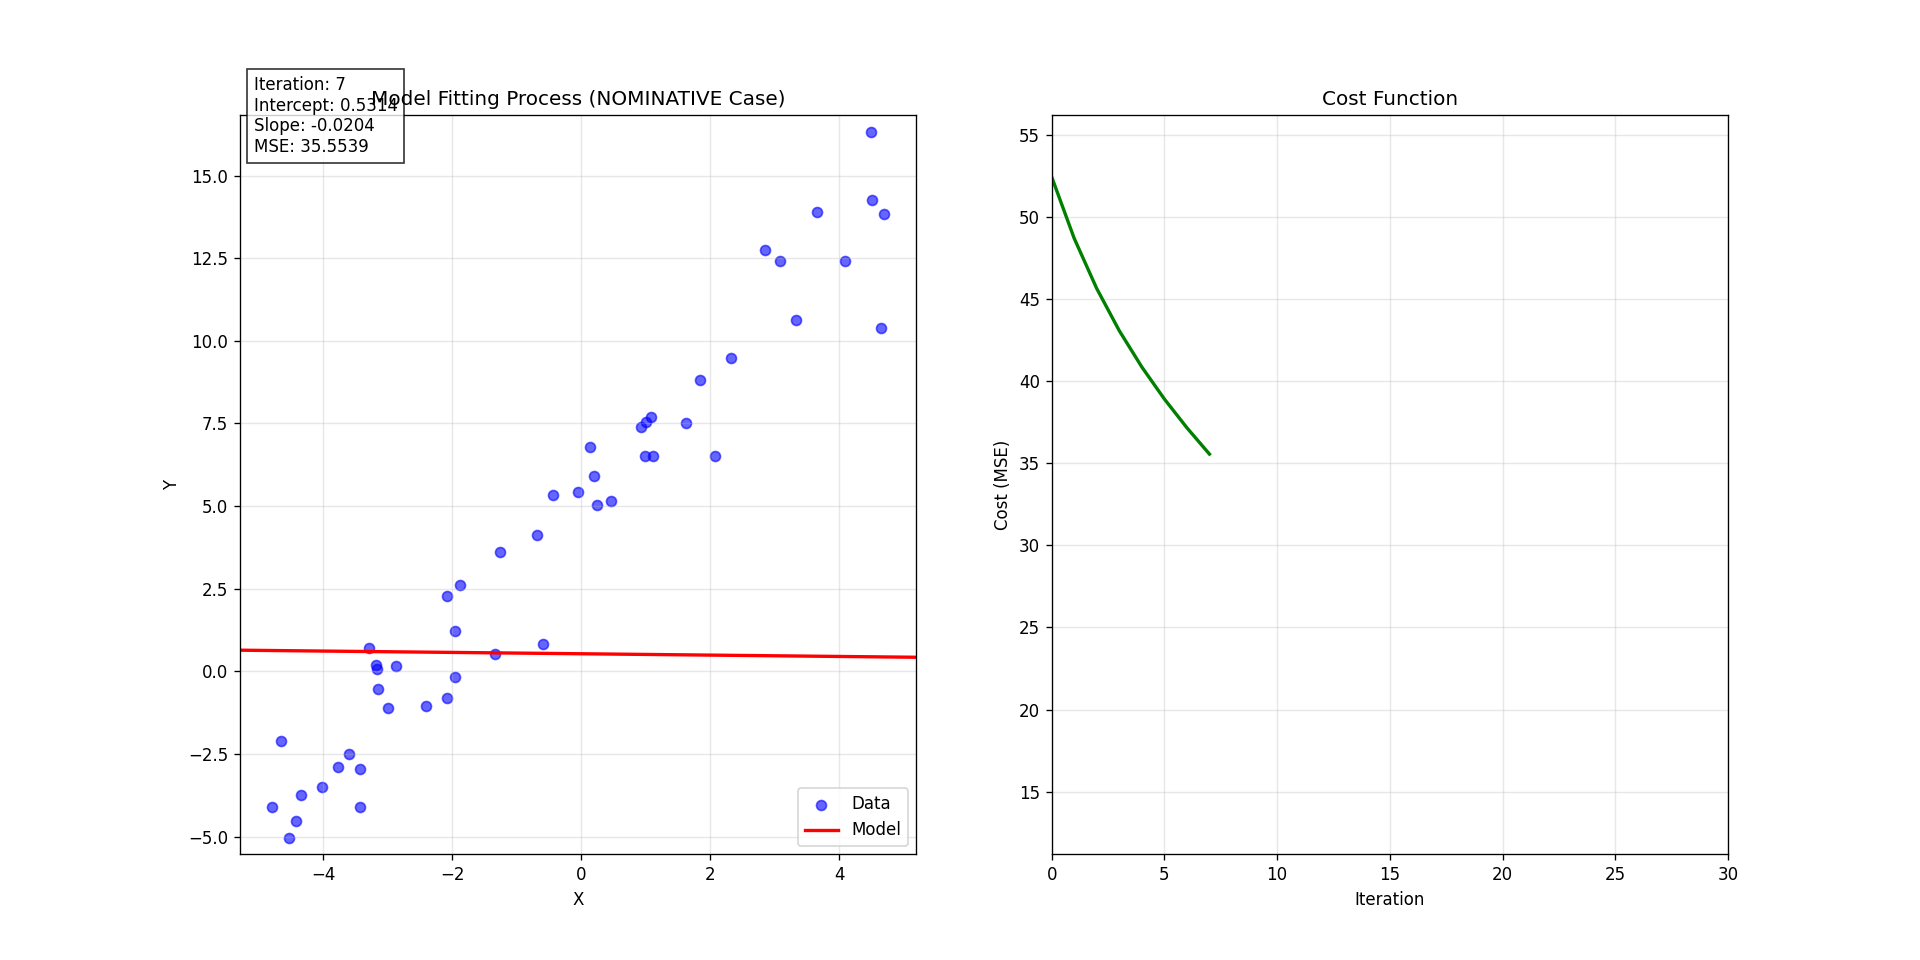 Iteration: 7
Intercept: 0.5314
Slope: -0.0204
MSE: 35.5539
Model Fitting Process (NOMINATIVE Case)
Y
15.0
12.5
10.0
7.5
5.0
2.5
0.0
−2.5
−5.0
−4
−2
0
2
4
X
Data
Model
Cost Function
Cost (MSE)
55
50
45
40
35
30
25
20
15
0
5
10
15
20
25
30
Iteration